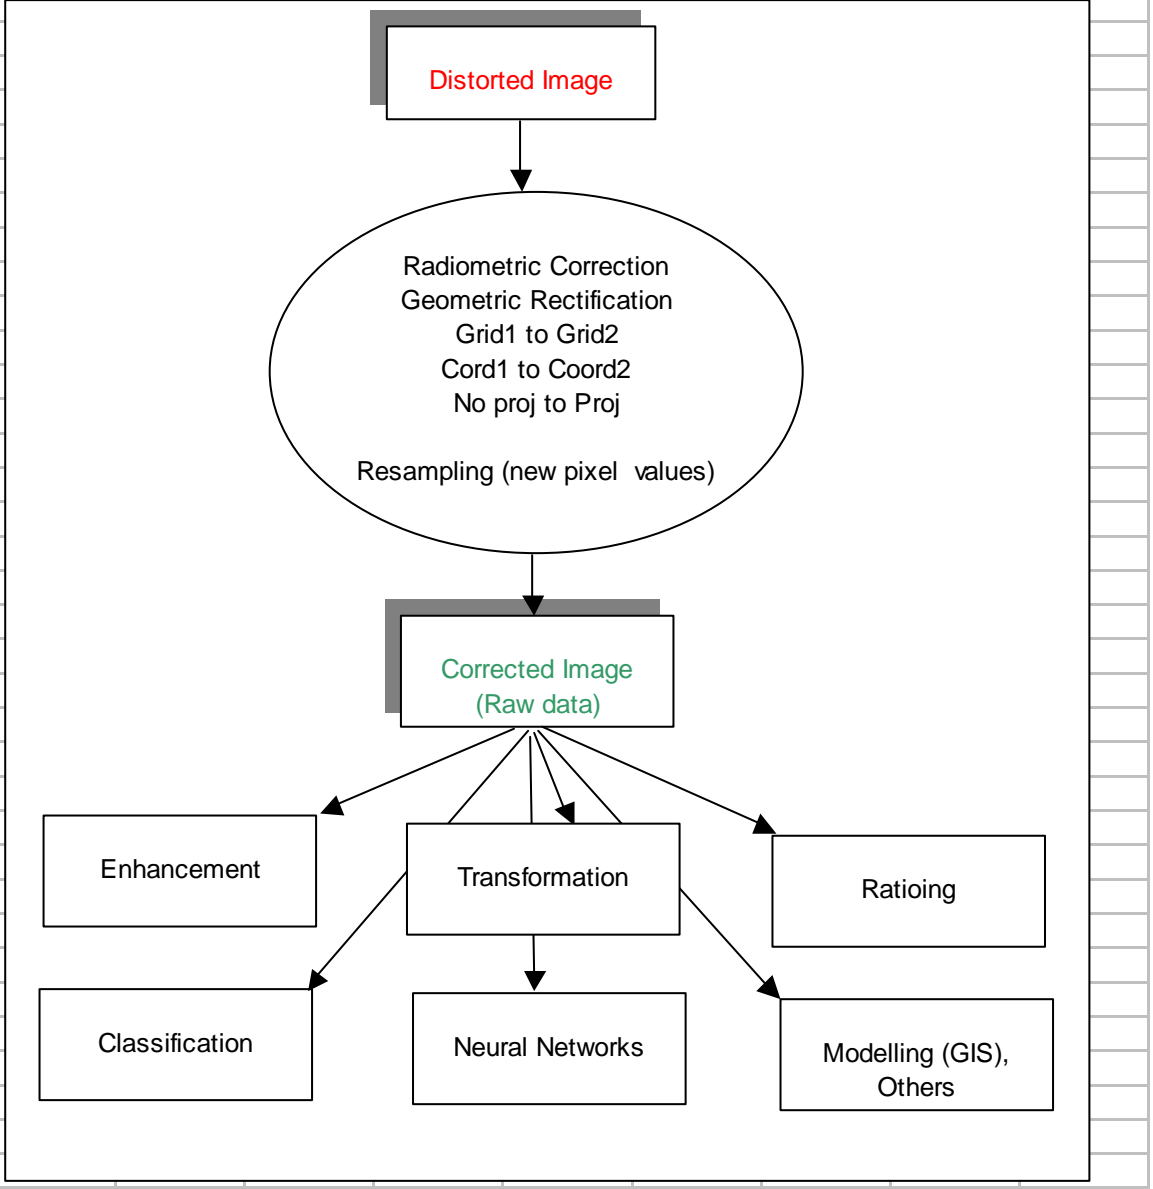 Distorted Image
Radiometric Correction
Geometric Rectification
Grid1 to Grid2
Cord1 to Coord2
No proj to Proj
Resampling (new pixel values)
Corrected Image
(Raw data)
Enhancement
Transformation
Ratioing
Classification
Neural Networks
Modelling (GIS),
Others